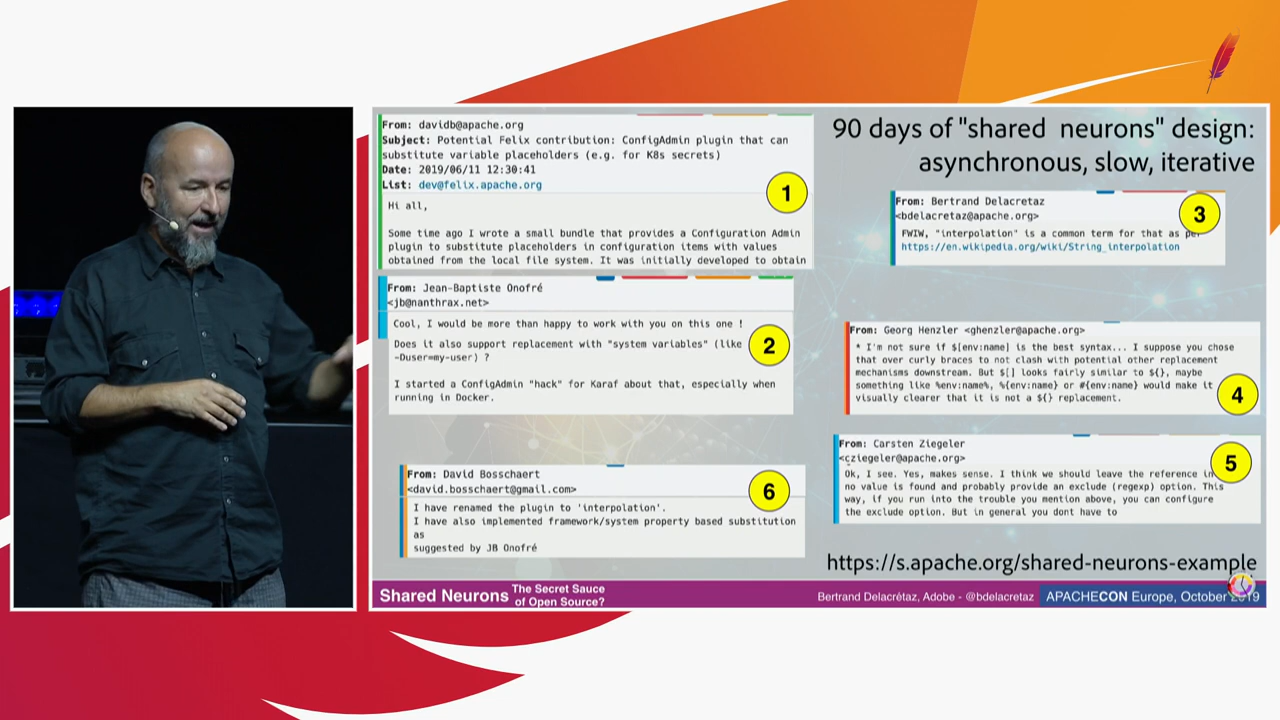 From: davidb@apache.org
Subject: Potential Felix contribution: ConfigAdmin plugin that can
substitute variable placeholders (e.g. for K8s secrets)
Date: 2019/06/11 12:30:41
List: dev@felix.apache.org
Hi all,
Some time ago I wrote a small bundle that provides a Configuration Admin
plugin to substitute placeholders in configuration items with values
obtained from the local file system. It was initially developed to obtain
1
From: Jean-Baptiste Onofré
<jb@nanthrax.net>
Cool, I would be more than happy to work with you on this one !
Does it also support replacement with "system variables" (like
-Duser=my-user) ?
I started a ConfigAdmin "hack" for Karaf about that, especially when
running in Docker.
2
90 days of "shared neurons" design:
asynchronous, slow, iterative
From: Bertrand Delacretaz
<bdelacretaz@apache.org>
FWIW, "interpolation" is a common term for that as per
https://en.wikipedia.org/wiki/String_interpolation
3
From: Georg Henzler <ghenzler@apache.org>
* I'm not sure if $[env:name] is the best syntax... I suppose you chose
that over curly braces to not clash with potential other replacement
mechanisms downstream. But $[] looks fairly similar to ${}, maybe
something like %env:name%, %{env:name} or #{env:name} would make it
visually clearer that it is not a ${} replacement.
4
From: Carsten Ziegeler
<cziegeler@apache.org>
Ok, I see. Yes, makes sense. I think we should leave the reference in
no value is found and probably provide an exclude (regexp) option. This
way, if you run into the trouble you mention above, you can configure
the exclude option. But in general you dont have to
5
From: David Bosschaert
<david.bosschaert@gmail.com>
I have renamed the plugin to 'interpolation'.
I have also implemented framework/system property based substitution
as
suggested by JB Onofré
6
https://s.apache.org/shared-neurons-example
Shared Neurons The Secret Sauce
of Open Source?
Bertrand Delacrétaz, Adobe - @bdelacretaz
APACHECON Europe, October 2019